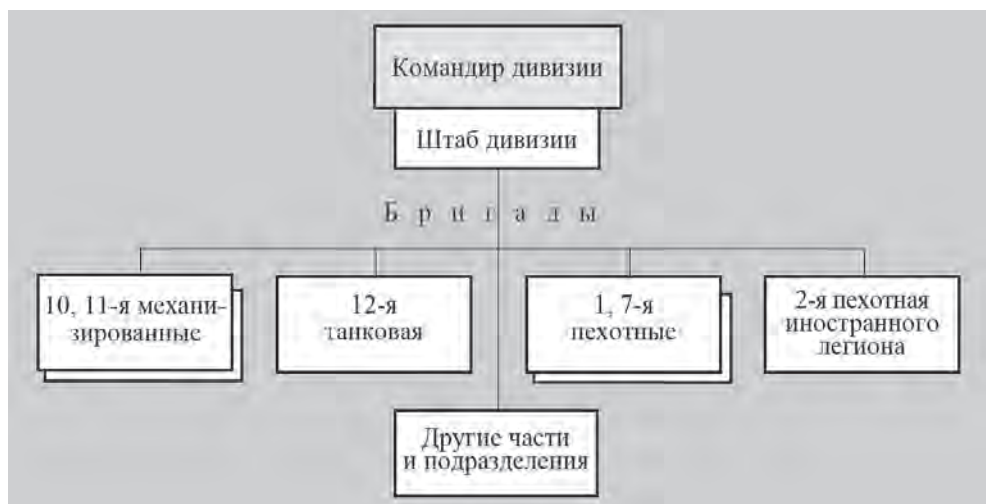 Командир дивизии
Штаб дивизии
Бригады
10, 11-я механи-
зированные
12-я
танковая
1, 7-я
пехотные
2-я пехотная
иностранного
легиона
Другие части
и подразделения